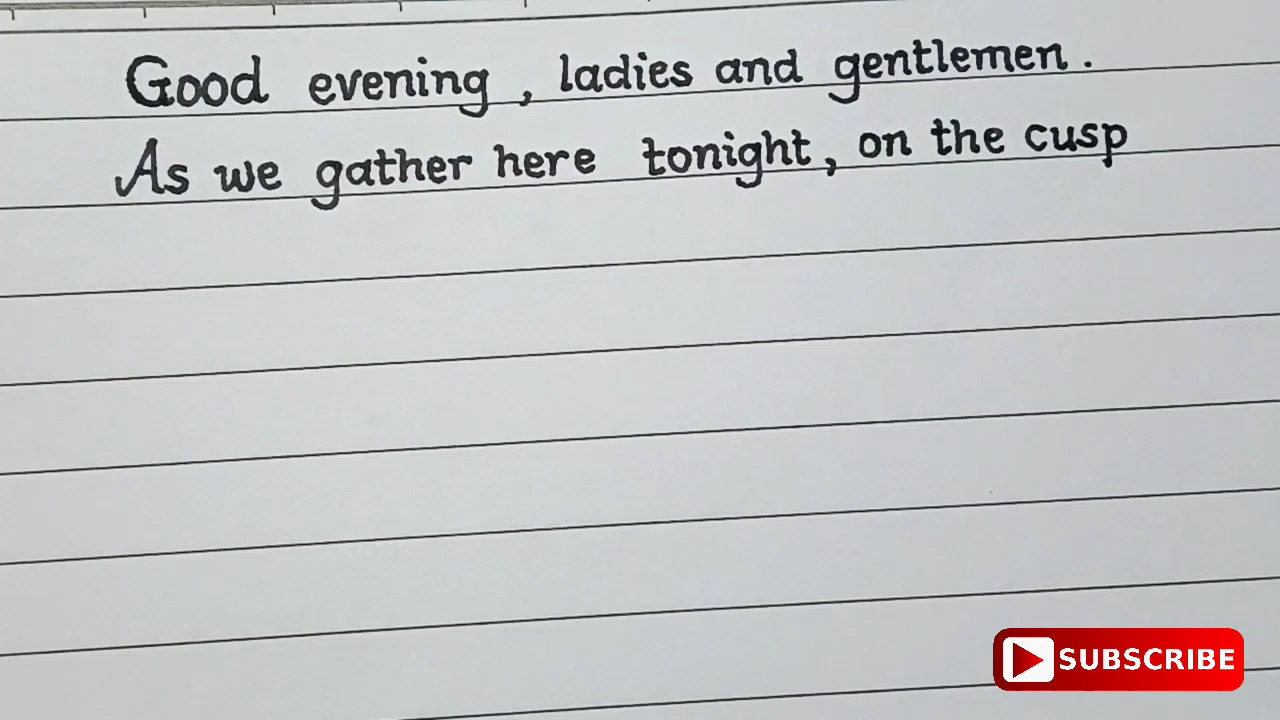 Good evening, ladies and gentlemen.
As we gather here tonight, on the cusp
SUBSCRIBE